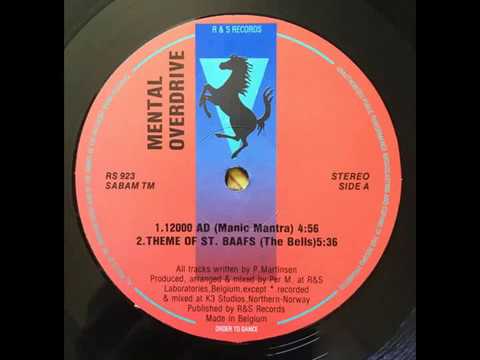 R & S RECORDS
MENTAL
OVERDRIVE
RS 923
SABAM TM
STEREO
SIDE A
1.12000 AD (Manic Mantra) 4:56
2.THEME OF ST. BAAFS (The Bells)5:36
All tracks written by P.Martinsen
Produced, arranged & mixed by Per M. at R&S
Laboratories,Belgium,except * recorded
& mixed at K3 Studios,Northern-Norway
Published by R&S Records
Made in Belgium
ORDER TO DANCE